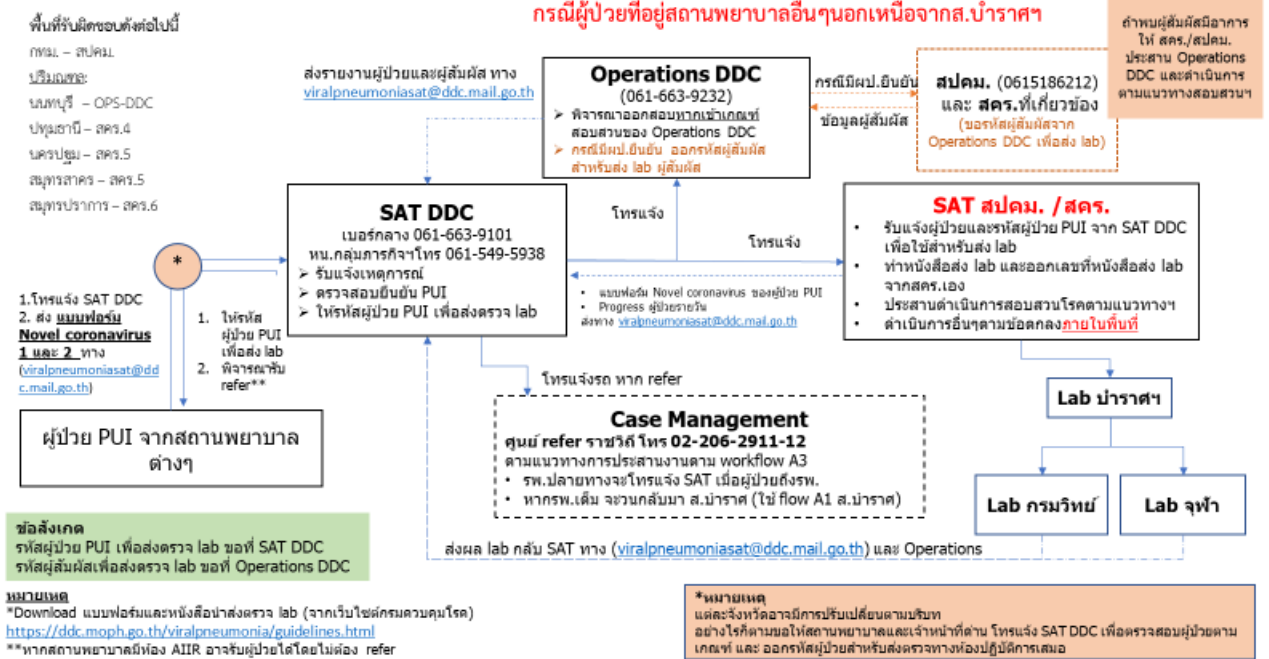 กรณีผู้ป่วยที่อยู่สถานพยาบาลอื่นๆนอกเหนือจากส.บำราศฯ
พื้นที่รับผิดชอบดังต่อไปนี้
กทม. – สปคม.
ปริมณฑล:
นนทบุรี – OPS-DDC
ปทุมธานี – สคร.4
นครปฐม – สคร.5
สมุทรสาคร – สคร.5
สมุทรปราการ – สคร.6
ส่งรายงานผู้ป่วยและผู้สัมผัส ทาง
viralpneumoniasat@ddc.mail.go.th
Operations DDC
(061-663-9232)
➢ พิจารณาออกสอบหากเข้าเกณฑ์
สอบสวนของ Operations DDC
➢ กรณีมีผป.ยืนยัน ออกรหัสผู้สัมผัส
สำหรับส่ง lab ผู้สัมผัส
กรณีมีผป.ยืนยัน
ข้อมูลผู้สัมผัส
สปคม. (0615186212)
และ สคร.ที่เกี่ยวข้อง
(ขอรหัสผู้สัมผัสจาก
Operations DDC เพื่อส่ง lab)
ถ้าพบผู้สัมผัสมีอาการ
ให้ สคร./สปคม.
ประสาน Operations
DDC และดำเนินการ
ตามแนวทางสอบสวนฯ
SAT DDC
เบอร์กลาง 061-663-9101
หน.กลุ่มภารกิจฯโทร 061-549-5938
➢ รับแจ้งเหตุการณ์
➢ ตรวจสอบยืนยัน PUI
➢ ให้รหัสผู้ป่วย PUI เพื่อส่งตรวจ lab
โทรแจ้ง
โทรแจ้ง
• แบบฟอร์ม Novel coronavirus ของผู้ป่วย PUI
• Progress ผู้ป่วยรายวัน
ส่งทาง viralpneumoniasat@ddc.mail.go.th
SAT สปคม. /สคร.
• รับแจ้งผู้ป่วยและรหัสผู้ป่วย PUI จาก SAT DDC
เพื่อใช้สำหรับส่ง lab
• ทำหนังสือส่ง lab และออกเลขที่หนังสือส่ง lab
จากสคร.เอง
• ประสานดำเนินการสอบสวนโรคตามแนวทางฯ
• ดำเนินการอื่นๆตามข้อตกลงภายในพื้นที่
*
1.โทรแจ้ง SAT DDC
2. ส่ง แบบฟอร์ม
Novel coronavirus
1 และ 2 ทาง
(viralpneumoniasat@dd
c.mail.go.th)
1. ให้รหัส
ผู้ป่วย PUI
เพื่อส่ง lab
2. พิจารณารับ
refer**
ผู้ป่วย PUI จากสถานพยาบาล
ต่างๆ
โทรแจ้งรถ หาก refer
Case Management
ศูนย์ refer ราชวิถี โทร 02-206-2911-12
ตามแนวทางการประสานงานตาม workflow A3
• รพ.ปลายทางจะโทรแจ้ง SAT เมื่อผู้ป่วยถึงรพ.
• หากรพ.เต็ม จะวนกลับมา ส.บำราศ (ใช้ flow A1 ส.บำราศ)
Lab บำราศฯ
Lab กรมวิทย์
Lab จุฬา
ส่งผล lab กลับ SAT ทาง (viralpneumoniasat@ddc.mail.go.th) และ Operations
ข้อสังเกต
รหัสผู้ป่วย PUI เพื่อส่งตรวจ lab ขอที่ SAT DDC
รหัสผู้สัมผัสเพื่อส่งตรวจ lab ขอที่ Operations DDC
หมายเหตุ
*Download แบบฟอร์มและหนังสือนำส่งตรวจ lab (จากเว็บไซต์กรมควบคุมโรค)
https://ddc.moph.go.th/viralpneumonia/guidelines.html
**หากสถานพยาบาลมีห้อง AIIR อาจรับผู้ป่วยได้โดยไม่ต้อง refer
*หมายเหตุ
แต่ละจังหวัดอาจมีการปรับเปลี่ยนตามบริบท
อย่างไรก็ตามขอให้สถานพยาบาลและเจ้าหน้าที่ด่าน โทรแจ้ง SAT DDC เพื่อตรวจสอบผู้ป่วยตาม
เกณฑ์ และ ออกรหัสผู้ป่วยสำหรับส่งตรวจทางห้องปฏิบัติการเสมอ